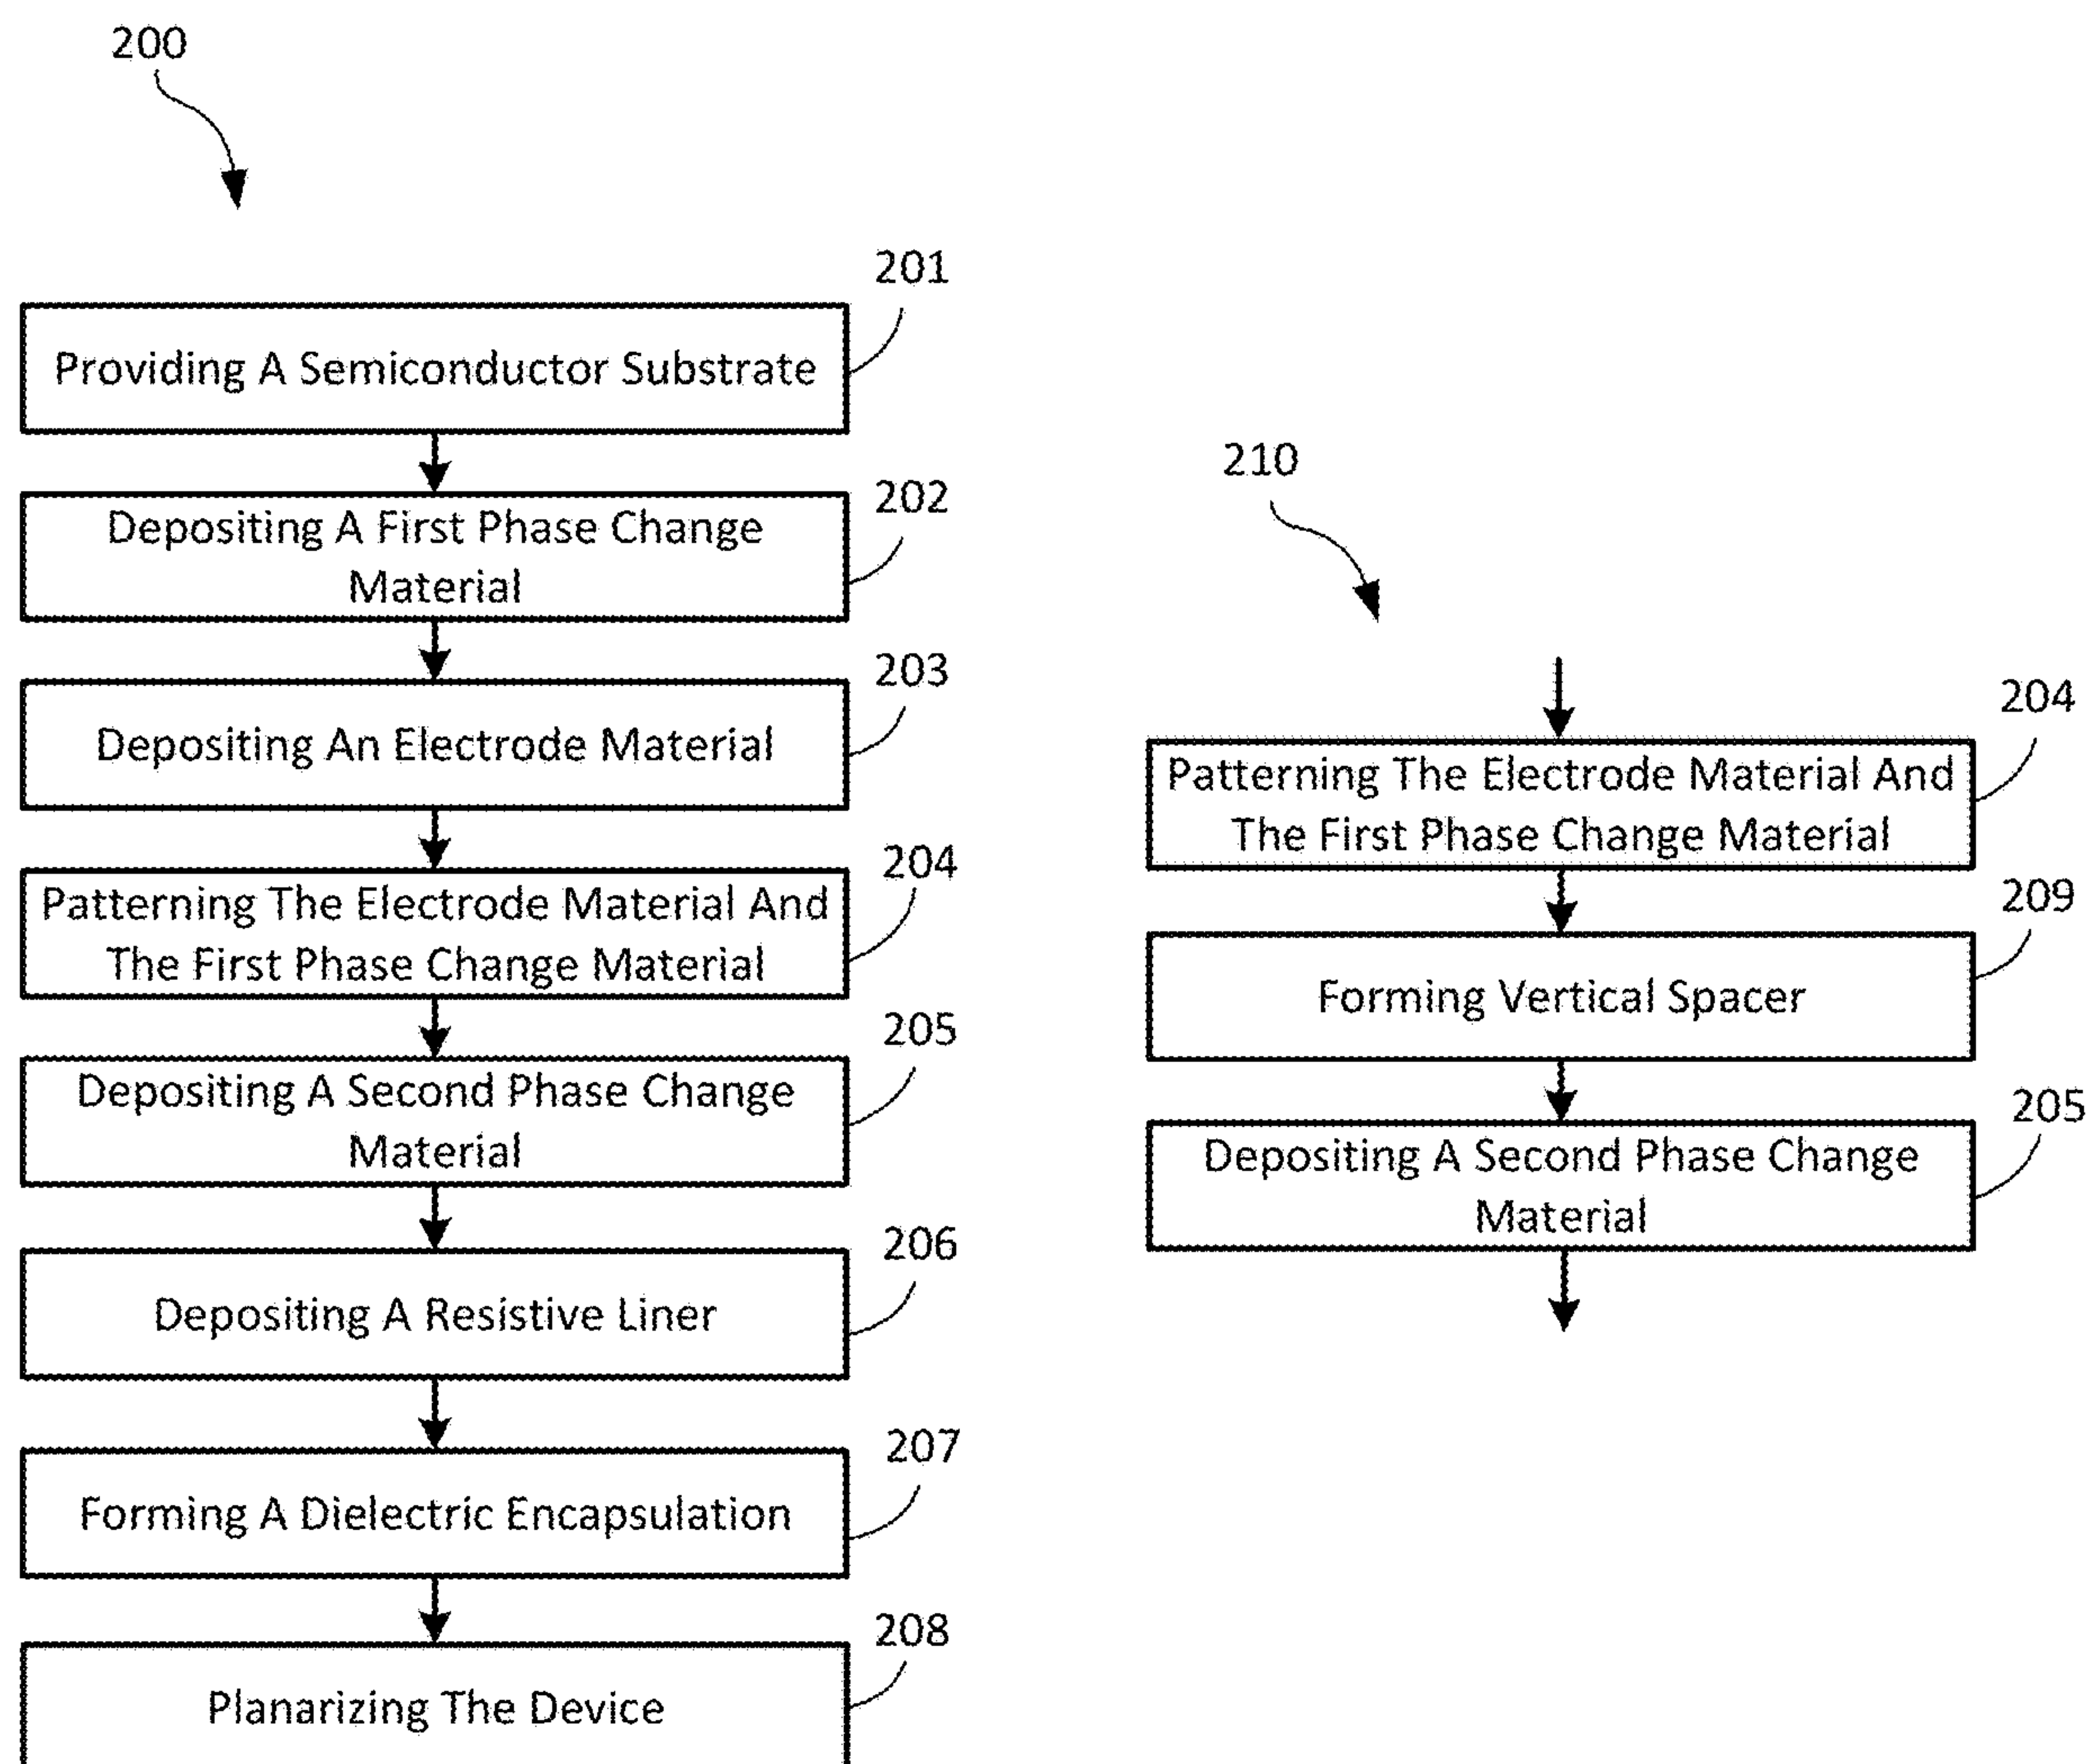 200
201
Providing A Semiconductor Substrate
202
Depositing A First Phase Change
Material
203
Depositing An Electrode Material
204
Patterning The Electrode Material And
The First Phase Change Material
205
Depositing A Second Phase Change
Material
206
Depositing A Resistive Liner
207
Forming A Dielectric Encapsulation
208
Planarizing The Device
210
204
Patterning The Electrode Material And
The First Phase Change Material
209
Forming Vertical Spacer
205
Depositing A Second Phase Change
Material